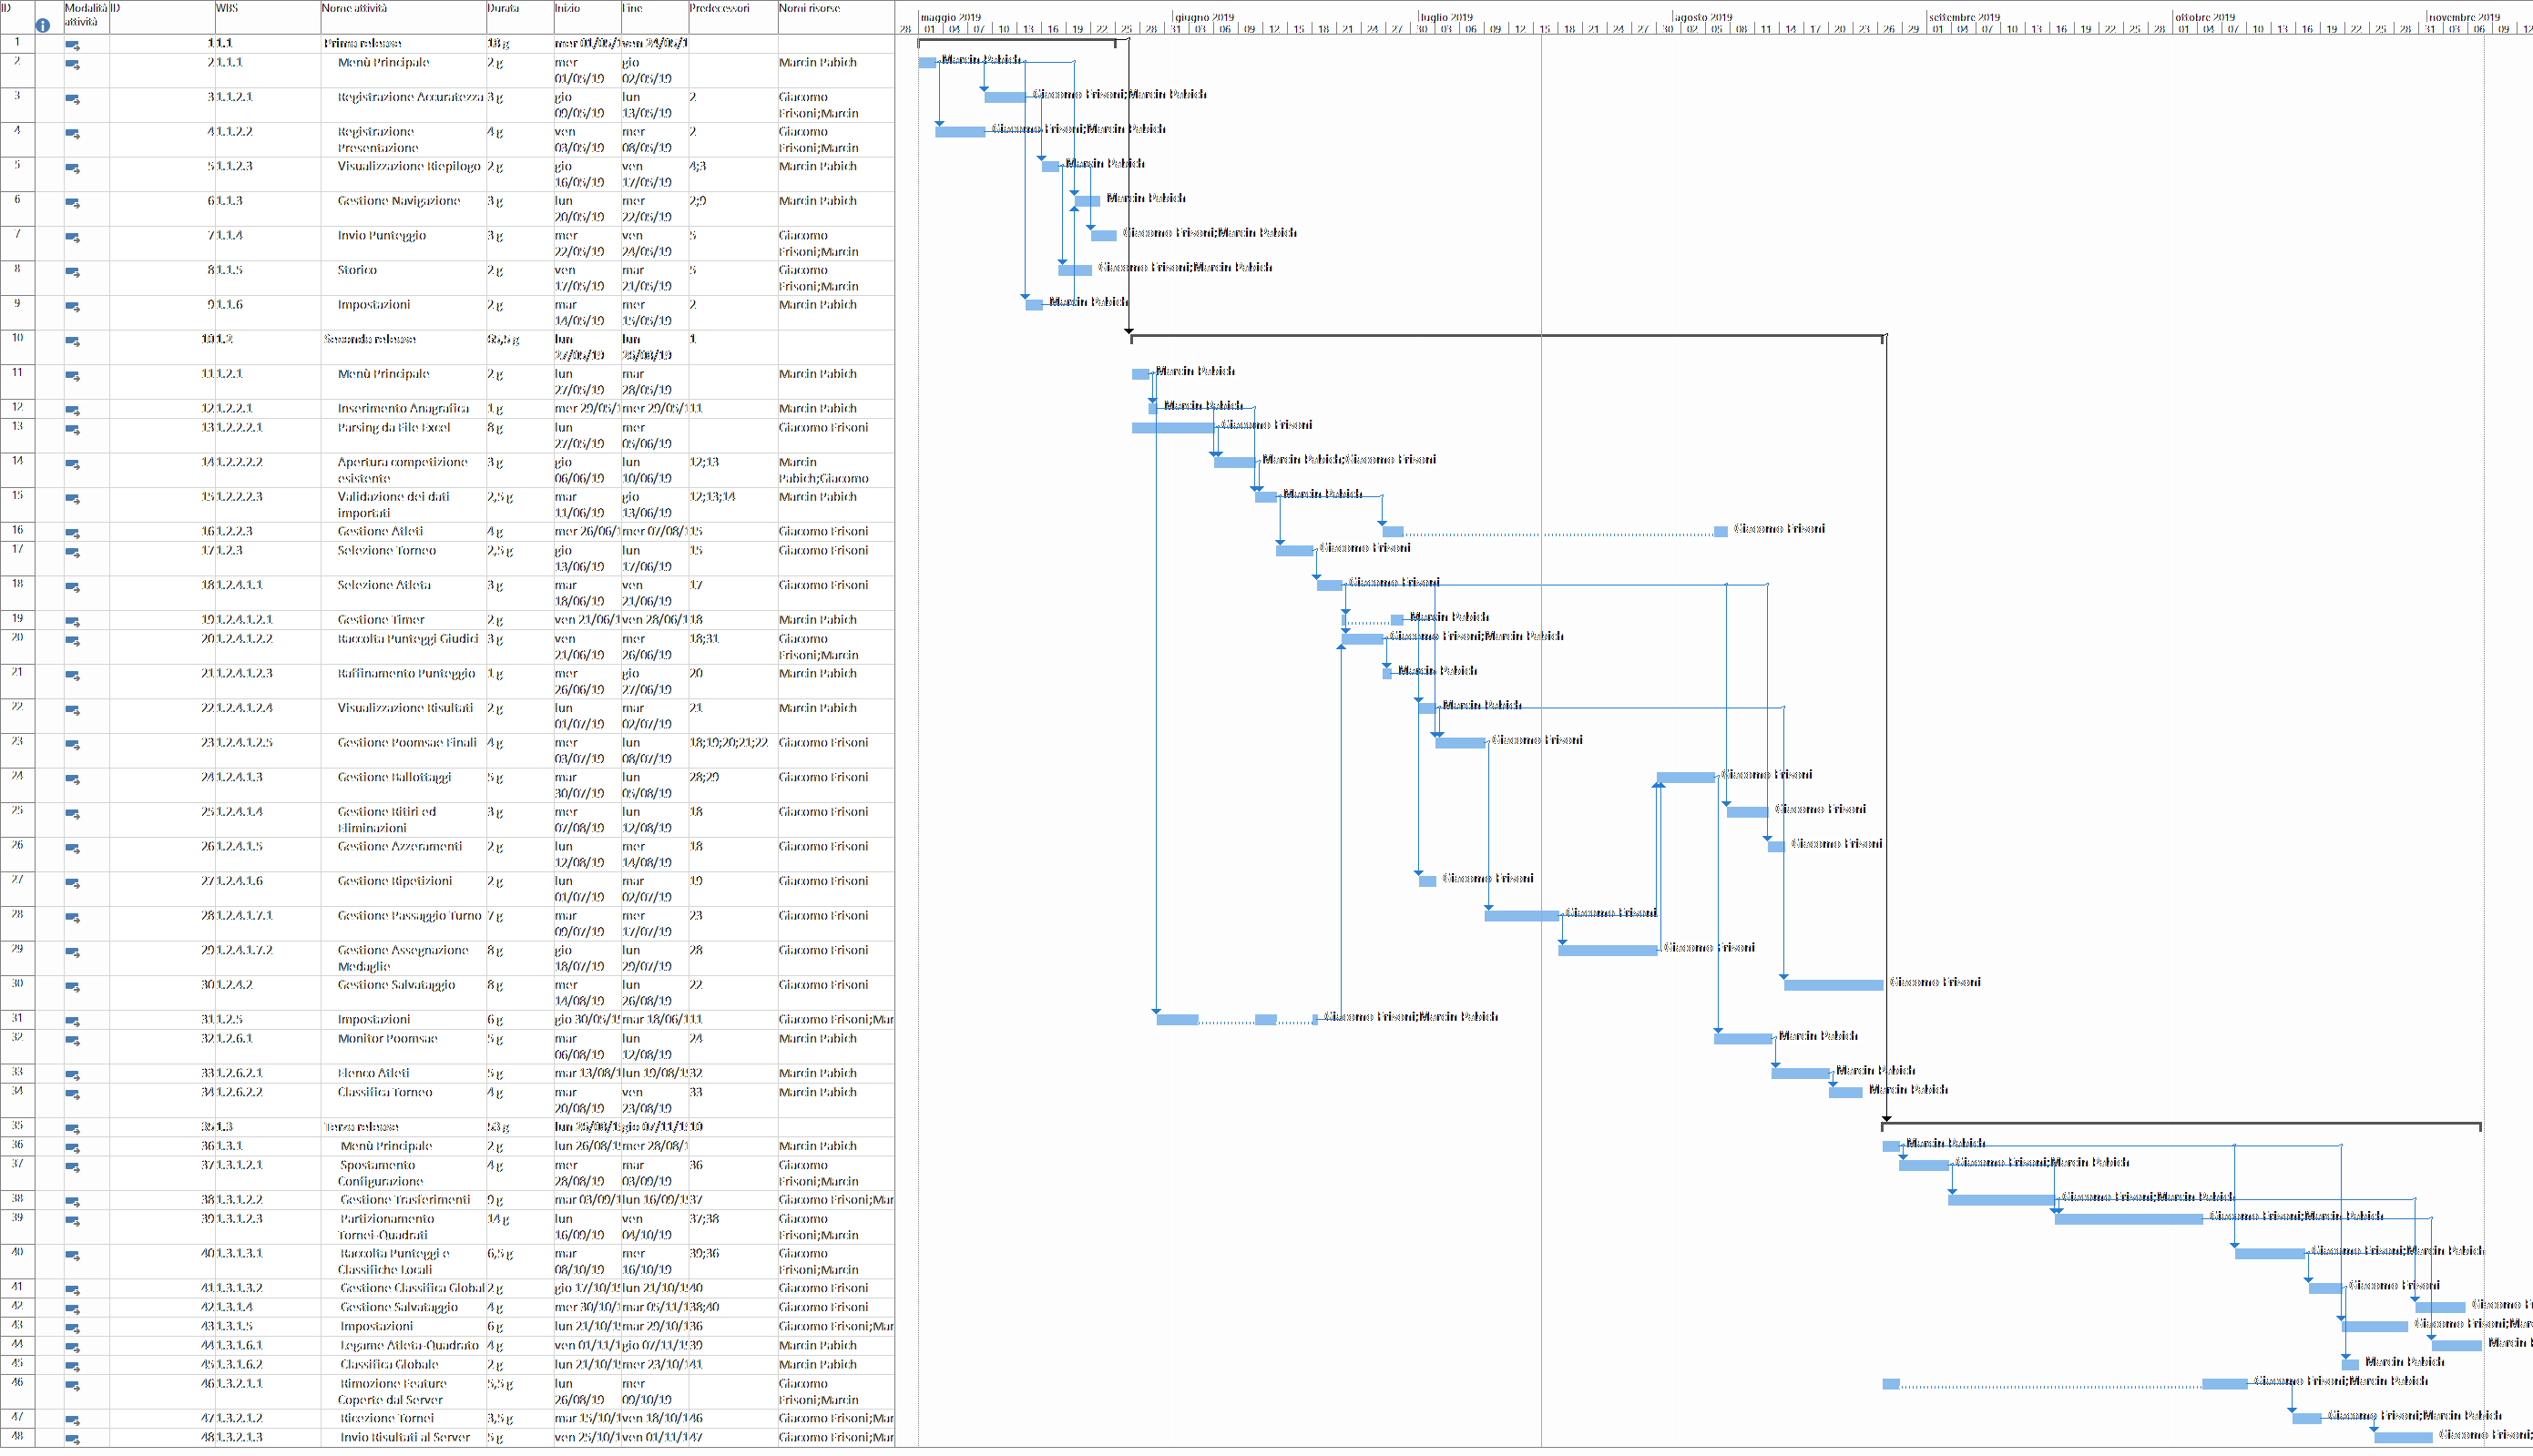 ID Modalità attività ID WBS Nome attività Durata Inizio Fine Predecessori Nomi risorse
maggio 2019 giugno 2019 luglio 2019 agosto 2019 settembre 2019 ottobre 2019 novembre 2019
28 01 04 07 10 13 16 19 22 25 28 31 03 06 09 12 15 18 21 24 27 30 03 06 09 12 15 18 21 24 27 30 02 05 08 11 14 17 20 23 26 29 01 04 07 10 13 16 19 22 25 28 01 04 07 10 13 16 19 22 25 28 31 03 06 09 12
1 1 1.1 Prima release 18 g mer 01/05/1 ven 24/05/1
2 2 1.1.1 Menù Principale 2 g mer 01/05/19 gio 02/05/19 Marcin Pabich
3 3 1.1.2.1 Registrazione Accuratezza 3 g gio 09/05/19 lun 13/05/19 2 Giacomo Frisoni;Marcin
4 4 1.1.2.2 Registrazione Presentazione 4 g ven 03/05/19 mer 08/05/19 2 Giacomo Frisoni;Marcin
5 5 1.1.2.3 Visualizzazione Riepilogo 2 g gio 16/05/19 ven 17/05/19 4;3 Marcin Pabich
6 6 1.1.3 Gestione Navigazione 3 g lun 20/05/19 mer 22/05/19 2;9 Marcin Pabich
7 7 1.1.4 Invio Punteggio 3 g mer 22/05/19 ven 24/05/19 5 Giacomo Frisoni;Marcin
8 8 1.1.5 Storico 2 g ven 17/05/19 mar 21/05/19 5 Giacomo Frisoni;Marcin
9 9 1.1.6 Impostazioni 2 g mar 14/05/19 mer 15/05/19 2 Marcin Pabich
10 10 1.2 Seconda release 65,5 g lun 27/05/19 lun 26/08/19 1
11 11 1.2.1 Menù Principale 2 g lun 27/05/19 mar 28/05/19 Marcin Pabich
12 12 1.2.2.1 Inserimento Anagrafica 1 g mer 29/05/1 mer 29/05/1 11 Marcin Pabich
13 13 1.2.2.2.1 Parsing da File Excel 8 g lun 27/05/19 mer 05/06/19 Giacomo Frisoni
14 14 1.2.2.2.2 Apertura competizione esistente 3 g gio 06/06/19 lun 10/06/19 12;13 Marcin Pabich;Giacomo
15 15 1.2.2.2.3 Validazione dei dati importati 2,5 g mar 11/06/19 gio 13/06/19 12;13;14 Marcin Pabich
16 16 1.2.2.3 Gestione Atleti 4 g mer 26/06/1 mer 07/08/1 15 Giacomo Frisoni
17 17 1.2.3 Selezione Torneo 2,5 g gio 13/06/19 lun 17/06/19 15 Giacomo Frisoni
18 18 1.2.4.1.1 Selezione Atleta 3 g mar 18/06/19 ven 21/06/19 17 Giacomo Frisoni
19 19 1.2.4.1.2.1 Gestione Timer 2 g ven 21/06/1 ven 28/06/1 18 Marcin Pabich
20 20 1.2.4.1.2.2 Raccolta Punteggi Giudici 3 g ven 21/06/19 mer 26/06/19 18;31 Giacomo Frisoni;Marcin
21 21 1.2.4.1.2.3 Raffinamento Punteggio 1 g mer 26/06/19 gio 27/06/19 20 Marcin Pabich
22 22 1.2.4.1.2.4 Visualizzazione Risultati 2 g lun 01/07/19 mar 02/07/19 21 Marcin Pabich
23 23 1.2.4.1.2.5 Gestione Poomsae Finali 4 g mer 03/07/19 lun 08/07/19 18;19;20;21;22 Giacomo Frisoni
24 24 1.2.4.1.3 Gestione Ballottaggi 5 g mar 30/07/19 lun 05/08/19 28;29 Giacomo Frisoni
25 25 1.2.4.1.4 Gestione Ritiri ed Eliminazioni 3 g mer 07/08/19 lun 12/08/19 18 Giacomo Frisoni
26 26 1.2.4.1.5 Gestione Azzeramenti 2 g lun 12/08/19 mer 14/08/19 18 Giacomo Frisoni
27 27 1.2.4.1.6 Gestione Ripetizioni 2 g lun 01/07/19 mar 02/07/19 19 Giacomo Frisoni
28 28 1.2.4.1.7.1 Gestione Passaggio Turno 7 g mar 09/07/19 mer 17/07/19 23 Giacomo Frisoni
29 29 1.2.4.1.7.2 Gestione Assegnazione Medaglie 8 g gio 18/07/19 lun 29/07/19 28 Giacomo Frisoni
30 30 1.2.4.2 Gestione Salvataggio 8 g mer 14/08/19 lun 26/08/19 22 Giacomo Frisoni
31 31 1.2.5 Impostazioni 6 g gio 30/05/1 mar 18/06/1 11 Giacomo Frisoni;Mar
32 32 1.2.6.1 Monitor Poomsae 5 g mar 06/08/19 lun 12/08/19 24 Marcin Pabich
33 33 1.2.6.2.1 Elenco Atleti 5 g mar 13/08/1 lun 19/08/1 32 Marcin Pabich
34 34 1.2.6.2.2 Classifica Torneo 4 g mar 20/08/19 ven 23/08/19 33 Marcin Pabich
35 35 1.3 Terza release 53 g lun 26/08/1 gio 07/11/1 10
36 36 1.3.1 Menù Principale 2 g lun 26/08/1 mer 28/08/1 Marcin Pabich
37 37 1.3.1.2.1 Spostamento Configurazione 4 g mer 28/08/19 mar 03/09/19 36 Giacomo Frisoni;Marcin
38 38 1.3.1.2.2 Gestione Trasferimenti 9 g mar 03/09/1 lun 16/09/1 37 Giacomo Frisoni;Mar
39 39 1.3.1.2.3 Partizionamento Tornei-Quadrati 14 g lun 16/09/19 ven 04/10/19 37;38 Giacomo Frisoni;Marcin
40 40 1.3.1.3.1 Raccolta Punteggi e Classifiche Locali 6,5 g mar 08/10/19 mer 16/10/19 39;36 Giacomo Frisoni;Marcin
41 41 1.3.1.3.2 Gestione Classifica Global 2 g gio 17/10/1 lun 21/10/1 40 Giacomo Frisoni
42 42 1.3.1.4 Gestione Salvataggio 4 g mer 30/10/1 mar 05/11/1 38;40 Giacomo Frisoni
43 43 1.3.1.5 Impostazioni 6 g lun 21/10/1 mar 29/10/1 36 Giacomo Frisoni;Mar
44 44 1.3.1.6.1 Legame Atleta-Quadrato 4 g ven 01/11/1 gio 07/11/1 39 Marcin Pabich
45 45 1.3.1.6.2 Classifica Globale 2 g lun 21/10/1 mer 23/10/1 41 Marcin Pabich
46 46 1.3.2.1.1 Rimozione Feature Coperte dal Server 5,5 g lun 26/08/19 mer 09/10/19 Giacomo Frisoni;Marcin
47 47 1.3.2.1.2 Ricezione Tornei 3,5 g mar 15/10/1 ven 18/10/1 46 Giacomo Frisoni;Mar
48 48 1.3.2.1.3 Invio Risultati al Server 5 g ven 25/10/1 ven 01/11/1 47 Giacomo Frisoni;Mar
Marcin Pabich
Giacomo Frisoni;Marcin Pabich
Giacomo Frisoni;Marcin Pabich
Marcin Pabich
Marcin Pabich
Giacomo Frisoni;Marcin Pabich
Giacomo Frisoni;Marcin Pabich
Marcin Pabich
Marcin Pabich
Marcin Pabich
Giacomo Frisoni
Marcin Pabich;Giacomo Frisoni
Marcin Pabich
Giacomo Frisoni
Giacomo Frisoni
Giacomo Frisoni
Marcin Pabich
Giacomo Frisoni;Marcin Pabich
Marcin Pabich
Marcin Pabich
Giacomo Frisoni
Giacomo Frisoni
Giacomo Frisoni
Giacomo Frisoni
Giacomo Frisoni
Giacomo Frisoni
Giacomo Frisoni
Giacomo Frisoni
Giacomo Frisoni;Marcin Pabich
Marcin Pabich
Marcin Pabich
Marcin Pabich
Marcin Pabich
Giacomo Frisoni;Marcin Pabich
Giacomo Frisoni;Marcin Pabich
Giacomo Frisoni;Marcin Pabich
Giacomo Frisoni;Marcin Pabich
Giacomo Frisoni
Giacomo F
Giacomo Frisoni;Mar
Marcin
Marcin Pabich
Giacomo Frisoni;Marcin Pabich
Giacomo Frisoni;Marcin Pabich
Giacomo Frisoni;